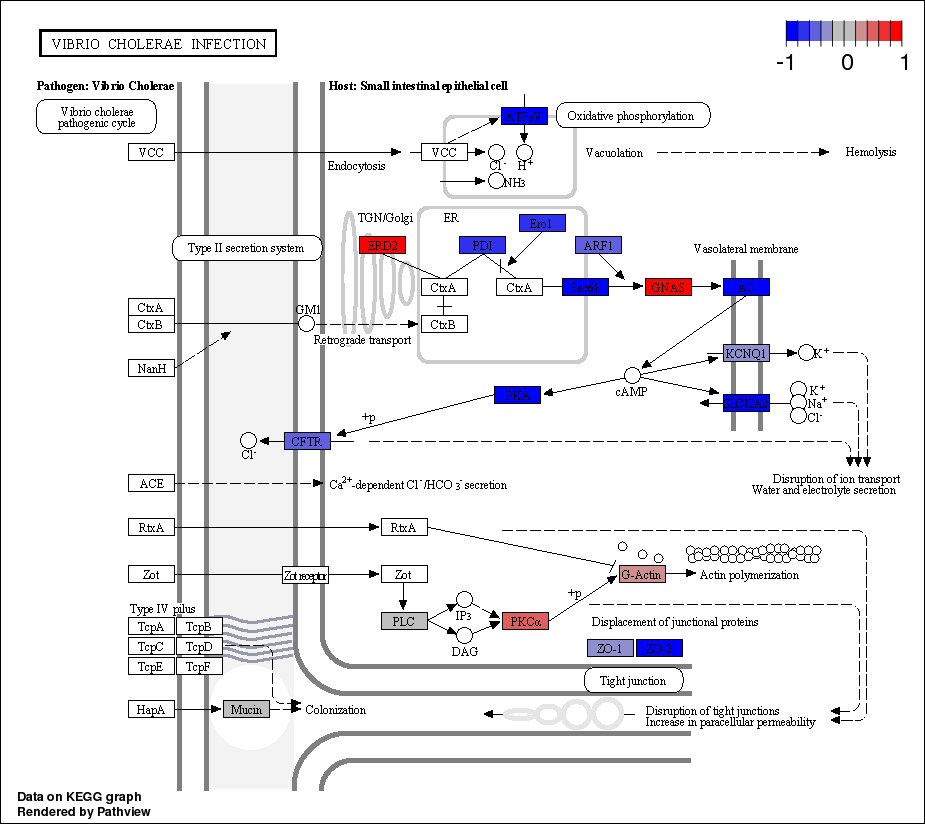 VIBRIO CHOLERAE INFECTION
-1 0 1
Pathogen: Vibrio Cholerae
Host: Small intestinal epithelial cell
Vibrio cholerae
pathogenic cycle
ATPeV
Oxidative phosphorylation
VCC
Endocytosis
VCC
Cl-
H+
NH3
Vacuolation
Hemolysis
TGN/Golgi
ER
Ero1
Type II secretion system
ERD2
PDI
ARF1
Vasolateral membrane
CtxA
CtxA
Sec61
GNAS
AC
CtxA
CtxB
GM1
CtxB
Retrograde transport
NanH
KCNQ1
K+
cAMP
PKA
K+
Na+
Cl-
+p
CFTR
Cl-
ACE
Ca2+-dependent Cl-/HCO3- secretion
Disruption of ion transport
Water and electrolyte secretion
RtxA
RtxA
Zot
Zot receptor
Zot
G-Actin
Actin polymerization
+p
Type IV pilus
TcpA
TcpB
TcpC
TcpD
TcpE
TcpF
PLC
IP3
DAG
PKCα
Displacement of junctional proteins
ZO-1
ZO-2
Tight junction
HapA
Mucin
Colonization
Disruption of tight junctions
Increase in paracellular permeability
Data on KEGG graph
Rendered by Pathview